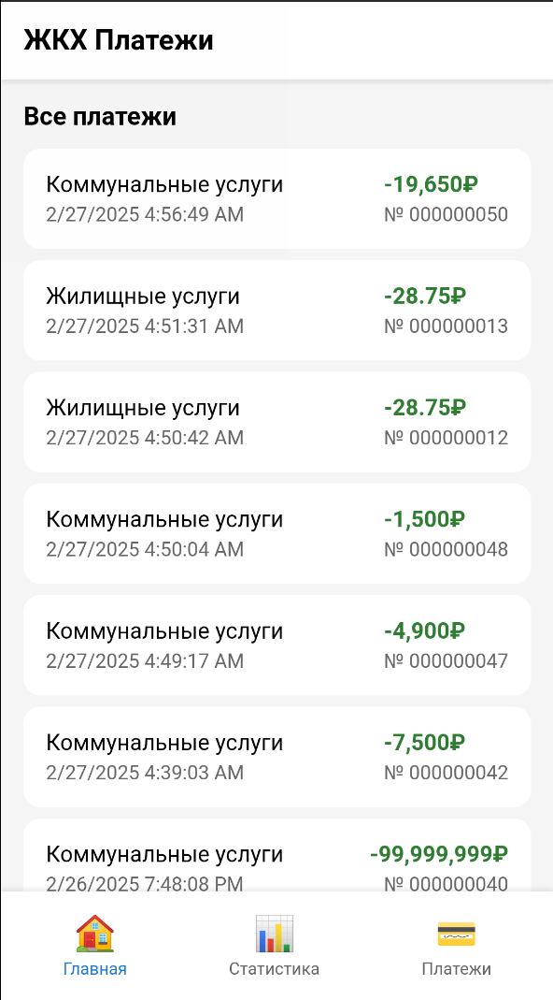 ЖКХ Платежи
Все платежи
Коммунальные услуги
-19,650₽
2/27/2025 4:56:49 AM
№ 000000050
Жилищные услуги
-28.75₽
2/27/2025 4:51:31 AM
№ 000000013
Жилищные услуги
-28.75₽
2/27/2025 4:50:42 AM
№ 000000012
Коммунальные услуги
-1,500₽
2/27/2025 4:50:04 AM
№ 000000048
Коммунальные услуги
-4,900₽
2/27/2025 4:49:17 AM
№ 000000047
Коммунальные услуги
-7,500₽
2/27/2025 4:39:03 AM
№ 000000042
Коммунальные услуги
-99,999,999₽
2/26/2025 7:48:08 PM
№ 000000040
Главная
Статистика
Платежи